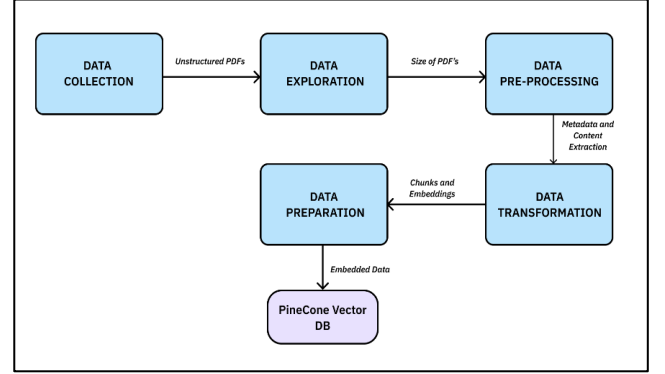 DATA
COLLECTION
Unstructured PDFs
DATA
EXPLORATION
Size of PDF's
DATA
PRE-PROCESSING
Metadata and
Content
Extraction
DATA
TRANSFORMATION
Chunks and
Embeddings
DATA
PREPARATION
Embedded Data
PineCone Vector
DB